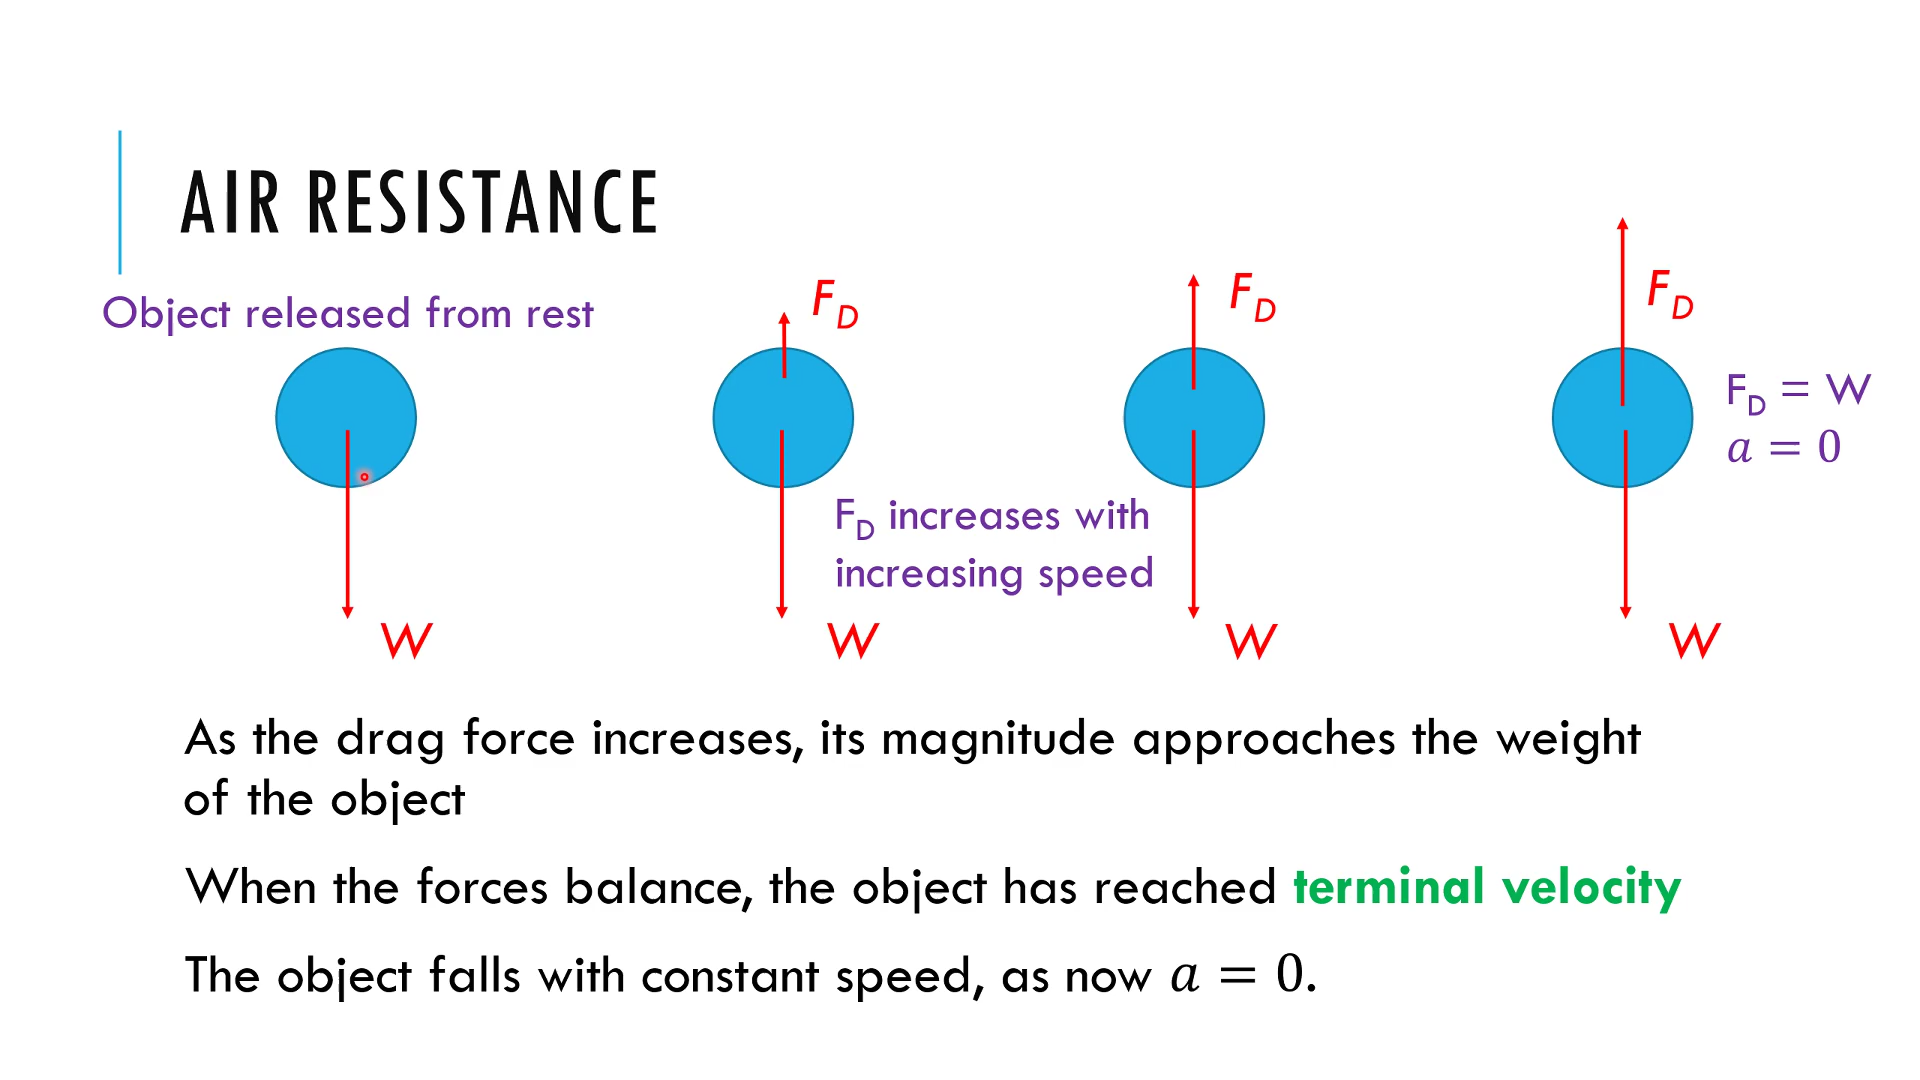 AIR RESISTANCE
Object released from rest
F_D
F_D
F_D
F_D = W
a = 0
F_D increases with
increasing speed
W
W
W
W
As the drag force increases, its magnitude approaches the weight
of the object
When the forces balance, the object has reached terminal velocity
The object falls with constant speed, as now a = 0.